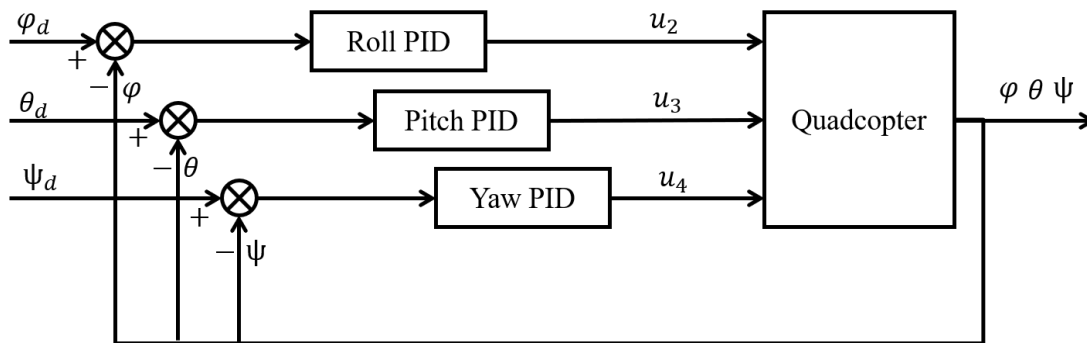 φ_d
+
− φ
Roll PID
u_2
θ_d
+
− θ
Pitch PID
u_3
ψ_d
+
− ψ
Yaw PID
u_4
Quadcopter
φ θ ψ